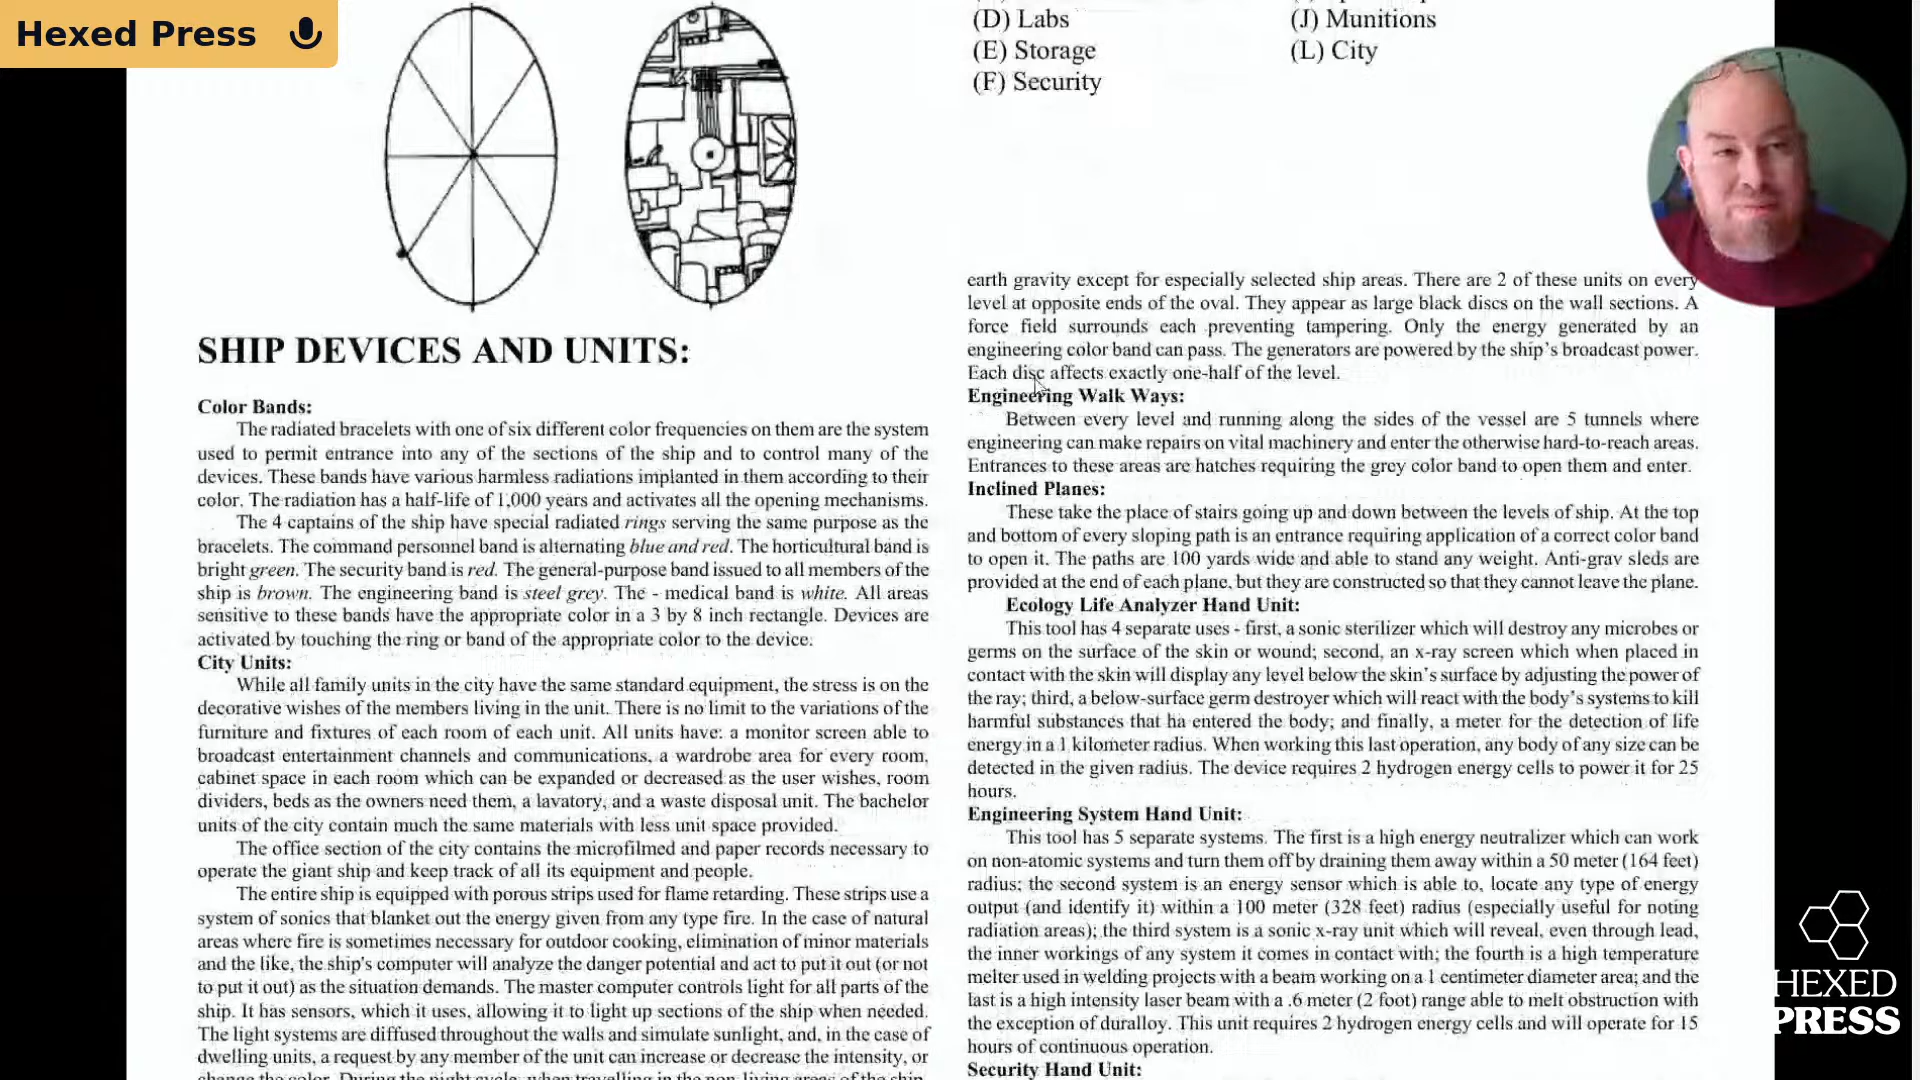 Hexed Press
(D) Labs
(E) Storage
(F) Security
(J) Munitions
(L) City
SHIP DEVICES AND UNITS:
Color Bands:
The radiated bracelets with one of six different color frequencies on them are the system
used to permit entrance into any of the sections of the ship and to control many of the
devices. These bands have various harmless radiations implanted in them according to their
color. The radiation has a half-life of 1,000 years and activates all the opening mechanisms.
The 4 captains of the ship have special radiated rings serving the same purpose as the
bracelets. The command personnel band is alternating blue and red. The horticultural band is
bright green. The security band is red. The general-purpose band issued to all members of the
ship is brown. The engineering band is steel grey. The - medical band is white. All areas
sensitive to these bands have the appropriate color in a 3 by 8 inch rectangle. Devices are
activated by touching the ring or band of the appropriate color to the device.
City Units:
While all family units in the city have the same standard equipment, the stress is on the
decorative wishes of the members living in the unit. There is no limit to the variations of the
furniture and fixtures of each room of each unit. All units have: a monitor screen able to
broadcast entertainment channels and communications, a wardrobe area for every room,
cabinet space in each room which can be expanded or decreased as the user wishes, room
dividers, beds as the owners need them, a lavatory, and a waste disposal unit. The bachelor
units of the city contain much the same materials with less unit space provided.
The office section of the city contains the microfilmed and paper records necessary to
operate the giant ship and keep track of all its equipment and people.
The entire ship is equipped with porous strips used for flame retarding. These strips use a
system of sonics that blanket out the energy given from any type fire. In the case of natural
areas where fire is sometimes necessary for outdoor cooking, elimination of minor materials
and the like, the ship's computer will analyze the danger potential and act to put it out (or not
to put it out) as the situation demands. The master computer controls light for all parts of the
ship. It has sensors, which it uses, allowing it to light up sections of the ship when needed.
The light systems are diffused throughout the walls and simulate sunlight, and, in the case of
dwelling units, a request by any member of the unit can increase or decrease the intensity, or
change the color. During the night cycle, when travelling in the non-living areas of the ship,
earth gravity except for especially selected ship areas. There are 2 of these units on every
level at opposite ends of the oval. They appear as large black discs on the wall sections. A
force field surrounds each preventing tampering. Only the energy generated by an
engineering color band can pass. The generators are powered by the ship's broadcast power.
Each disc affects exactly one-half of the level.
Engineering Walk Ways:
Between every level and running along the sides of the vessel are 5 tunnels where
engineering can make repairs on vital machinery and enter the otherwise hard-to-reach areas.
Entrances to these areas are hatches requiring the grey color band to open them and enter.
Inclined Planes:
These take the place of stairs going up and down between the levels of ship. At the top
and bottom of every sloping path is an entrance requiring application of a correct color band
to open it. The paths are 100 yards wide and able to stand any weight. Anti-grav sleds are
provided at the end of each plane, but they are constructed so that they cannot leave the plane.
Ecology Life Analyzer Hand Unit:
This tool has 4 separate uses - first, a sonic sterilizer which will destroy any microbes or
germs on the surface of the skin or wound; second, an x-ray screen which when placed in
contact with the skin will display any level below the skin's surface by adjusting the power of
the ray; third, a below-surface germ destroyer which will react with the body's systems to kill
harmful substances that ha entered the body; and finally, a meter for the detection of life
energy in a 1 kilometer radius. When working this last operation, any body of any size can be
detected in the given radius. The device requires 2 hydrogen energy cells to power it for 25
hours.
Engineering System Hand Unit:
This tool has 5 separate systems. The first is a high energy neutralizer which can work
on non-atomic systems and turn them off by draining them away within a 50 meter (164 feet)
radius; the second system is an energy sensor which is able to, locate any type of energy
output (and identify it) within a 100 meter (328 feet) radius (especially useful for noting
radiation areas); the third system is a sonic x-ray unit which will reveal, even through lead,
the inner workings of any system it comes in contact with; the fourth is a high temperature
melter used in welding projects with a beam working on a 1 centimeter diameter area; and the
last is a high intensity laser beam with a .6 meter (2 foot) range able to melt obstruction with
the exception of duralloy. This unit requires 2 hydrogen energy cells and will operate for 15
hours of continuous operation.
Security Hand Unit:
HEXED
PRESS